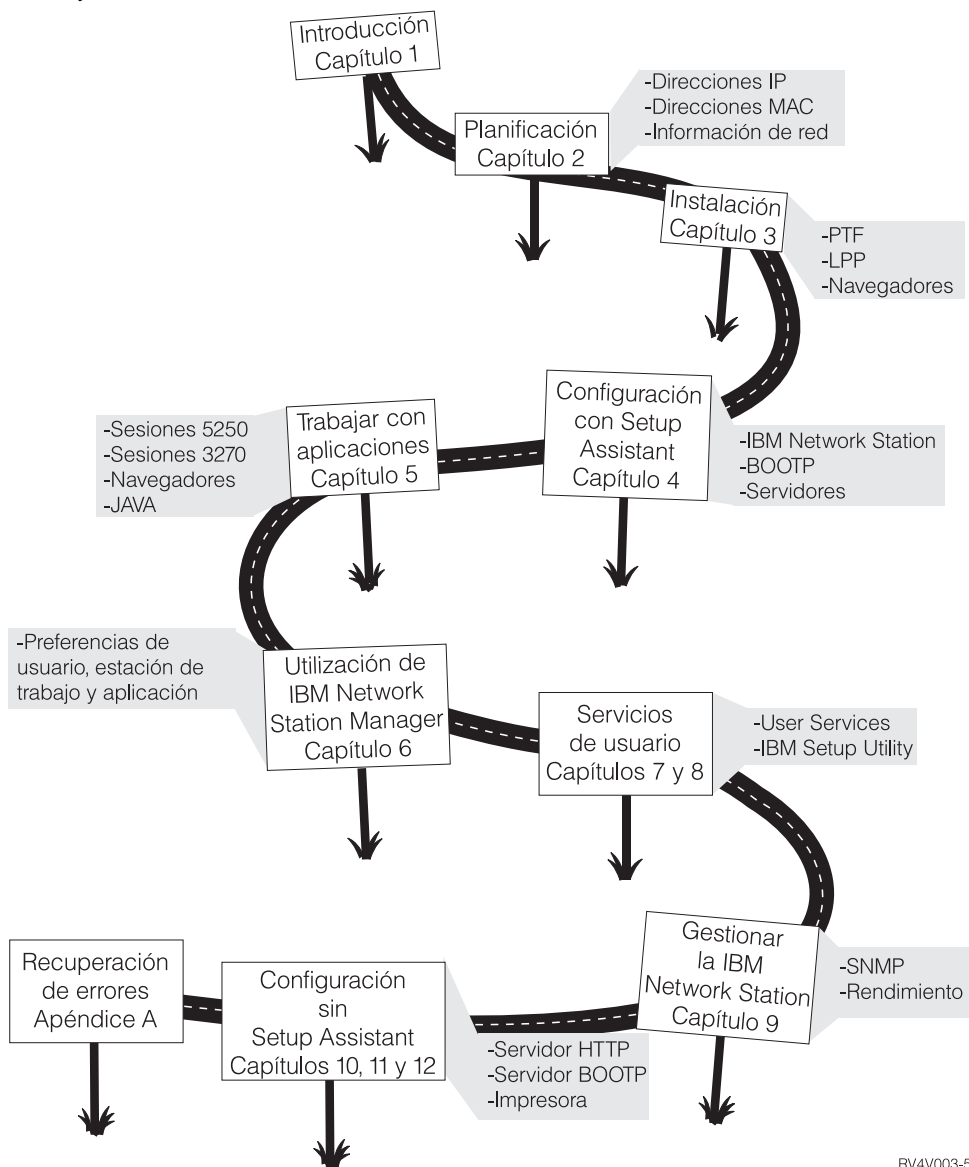 Introducción
Capítulo 1
Planificación
Capítulo 2
-Direcciones IP
-Direcciones MAC
-Información de red
Instalación
Capítulo 3
-PTF
-LPP
-Navegadores
Configuración
con Setup
Assistant
Capítulo 4
-IBM Network Station
-BOOTP
-Servidores
Trabajar con
aplicaciones
Capítulo 5
-Sesiones 5250
-Sesiones 3270
-Navegadores
-JAVA
-Preferencias de
usuario, estación de
trabajo y aplicación
Utilización de
IBM Network
Station Manager
Capítulo 6
Servicios
de usuario
Capítulos 7 y 8
-User Services
-IBM Setup Utility
Gestionar
la IBM
Network Station
Capítulo 9
-SNMP
-Rendimiento
Configuración
sin
Setup Assistant
Capítulos 10, 11 y 12
-Servidor HTTP
-Servidor BOOTP
-Impresora
Recuperación
de errores
Apéndice A
RV4V003-5